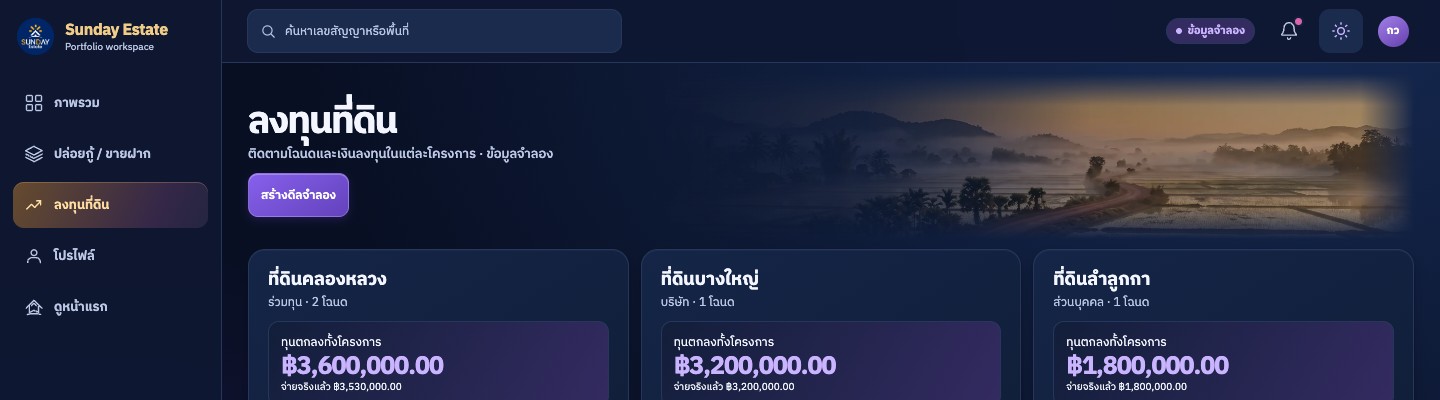 SUNDAY
Estate
Sunday Estate
Portfolio workspace
ค้นหาเลขสัญญาหรือพื้นที่
ข้อมูลจำลอง
กว
ภาพรวม
ปล่อยกู้ / ขายฝาก
ลงทุนที่ดิน
โปรไฟล์
ดูหน้าแรก
ลงทุนที่ดิน
ติดตามโฉนดและเงินลงทุนในแต่ละโครงการ · ข้อมูลจำลอง
สร้างดีลจำลอง
ที่ดินคลองหลวง
ร่วมทุน · 2 โฉนด
ทุนตกลงทั้งโครงการ
฿3,600,000.00
จ่ายจริงแล้ว ฿3,530,000.00
ที่ดินบางใหญ่
บริษัท · 1 โฉนด
ทุนตกลงทั้งโครงการ
฿3,200,000.00
จ่ายจริงแล้ว ฿3,200,000.00
ที่ดินลำลูกกา
ส่วนบุคคล · 1 โฉนด
ทุนตกลงทั้งโครงการ
฿1,800,000.00
จ่ายจริงแล้ว ฿1,800,000.00